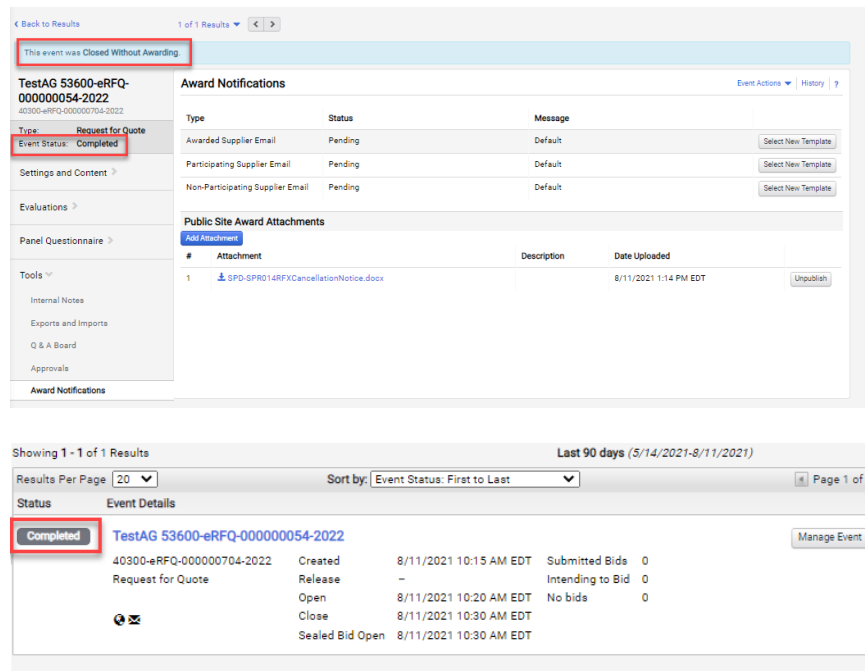 Back to Results
1 of 1 Results
This event was Closed Without Awarding.
TestAG 53600-eRFQ-
000000054-2022
40300-eRFQ-000000704-2022
Type: Request for Quote
Event Status: Completed
Settings and Content
Evaluations
Panel Questionnaire
Tools
Internal Notes
Exports and Imports
Q & A Board
Approvals
Award Notifications
Award Notifications
Event Actions History ?
Type Status Message
Awarded Supplier Email Pending Default Select New Template
Participating Supplier Email Pending Default Select New Template
Non-Participating Supplier Email Pending Default Select New Template
Public Site Award Attachments
Add Attachment
# Attachment Description Date Uploaded
1 SPD-SPR014RFXCancellationNotice.docx 8/11/2021 1:14 PM EDT Unpublish
Showing 1 - 1 of 1 Results Last 90 days (5/14/2021-8/11/2021)
Results Per Page 20 Sort by: Event Status: First to Last Page 1 of
Status Event Details
Completed TestAG 53600-eRFQ-000000054-2022 Manage Event
40300-eRFQ-000000704-2022 Created 8/11/2021 10:15 AM EDT Submitted Bids 0
Request for Quote Release – Intending to Bid 0
Open 8/11/2021 10:20 AM EDT No bids 0
Close 8/11/2021 10:30 AM EDT
Sealed Bid Open 8/11/2021 10:30 AM EDT